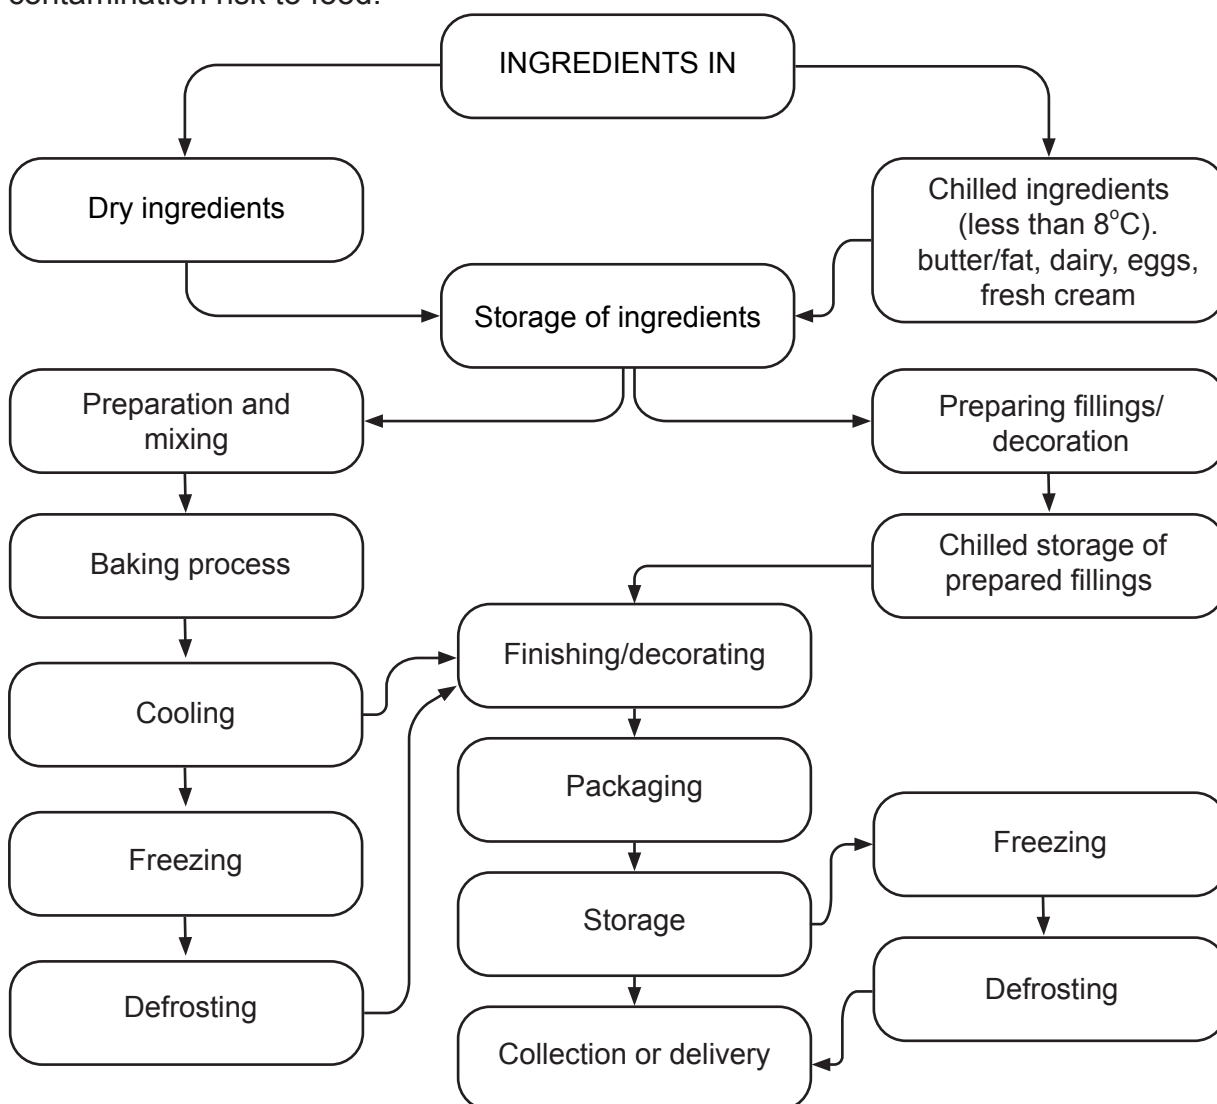 contamination risk to food.
INGREDIENTS IN
Dry ingredients
Chilled ingredients
(less than 8°C).
butter/fat, dairy, eggs,
fresh cream
Storage of ingredients
Preparation and
mixing
Preparing fillings/
decoration
Baking process
Chilled storage of
prepared fillings
Finishing/decorating
Cooling
Packaging
Freezing
Freezing
Storage
Defrosting
Defrosting
Collection or delivery